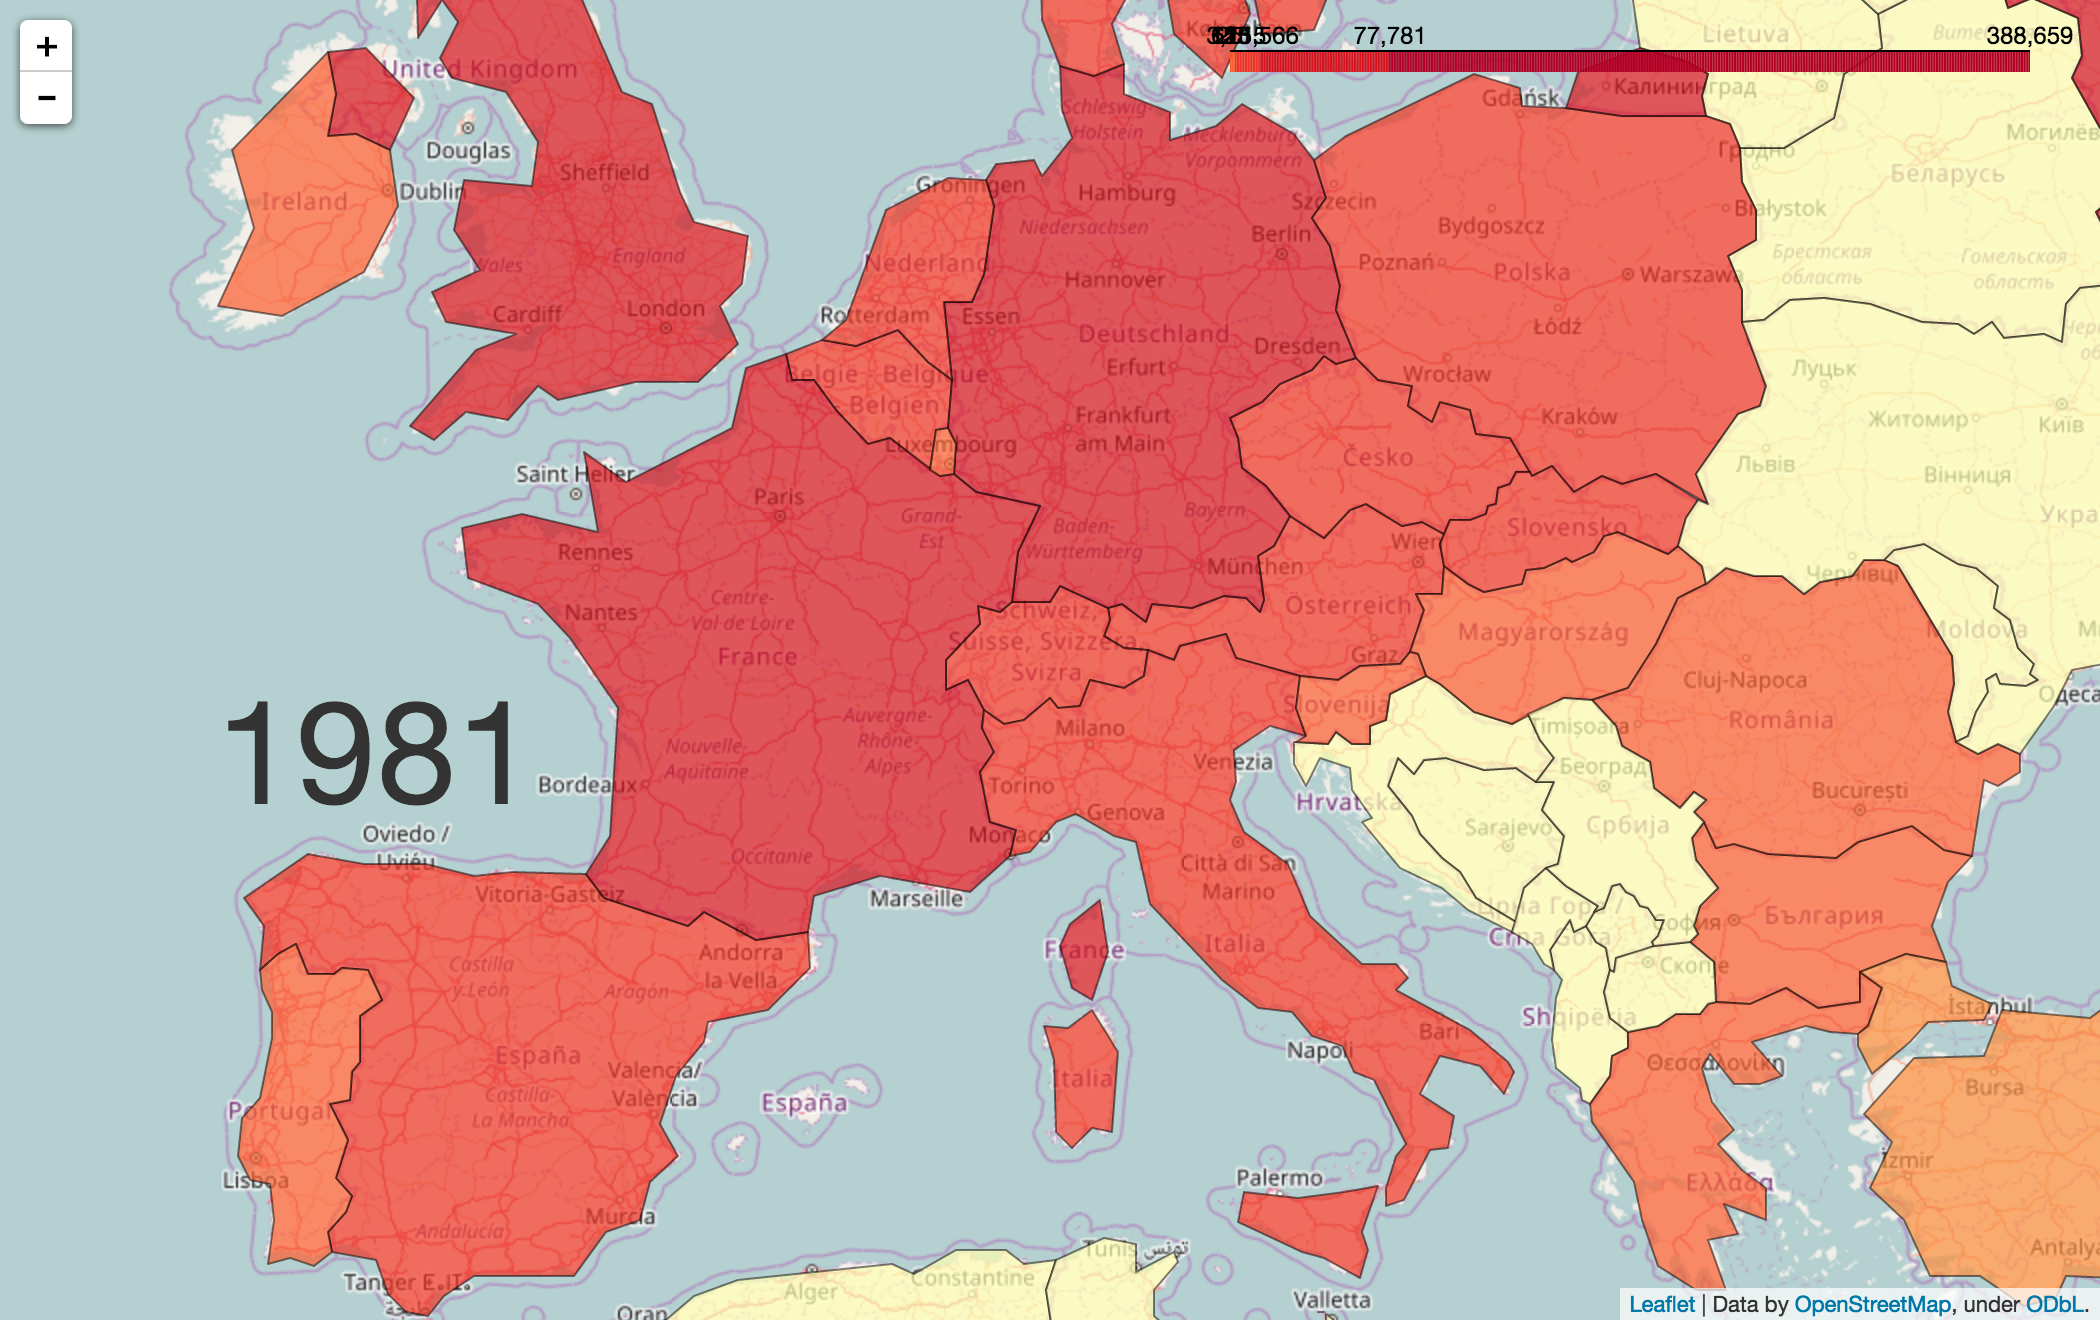 +
−
United Kingdom
København
77,781
388,659
Lietuva
Gdańsk
Калининград
Schleswig-
Holstein
Mecklenburg-
Vorpommern
Douglas
Sheffield
Гродно
Могилёв
Беларусь
Dublin
Ireland
Groningen
Hamburg
Szczecin
Bydgoszcz
Białystok
Niedersachsen
Berlin
Wales
England
Nederland
Hannover
Poznań
Polska
Warszawa
Брестская
область
Гомельская
область
Cardiff
London
Rotterdam
Essen
Deutschland
Dresden
Łódź
België - Belgique
Belgien
Erfurt
Wrocław
Луцьк
Frankfurt
am Main
Kraków
Житомир
Київ
Luxembourg
Česko
Львів
Вінниця
Saint Helier
Paris
Grand-
Est
Baden-
Württemberg
Bayern
Slovensko
Укра
Rennes
Wien
München
Чернівці
Nantes
Centre-
Val de Loire
Schweiz,
Suisse, Svizzera,
Svizra
Österreich
Magyarország
Moldova
France
Graz
Cluj-Napoca
Slovenija
România
1981
Auvergne-
Rhône-
Alpes
Nouvelle-
Aquitaine
Milano
Timișoara
Одеса
Bordeaux
Torino
Venezia
Београд
București
Hrvatska
Genova
Oviedo /
Uviéu
Monaco
Sarajevo
Србија
Occitanie
Città di San
Marino
Vitoria-Gasteiz
Marseille
Црна Гора /
Crna Gora
София
България
Andorra
la Vella
France
Italia
Castilla
y León
Aragón
Скопје
İstanbul
Shqipëria
España
Valencia/
València
Napoli
Bari
Θεσσαλονίκη
Castilla-
La Mancha
Italia
España
Bursa
Portugal
Lisboa
Palermo
Ελλάδα
İzmir
Murcia
Andalucía
Tunis تونس
Antalya
Tanger
Alger
Constantine
Oran
Valletta
Leaflet | Data by OpenStreetMap, under ODbL.